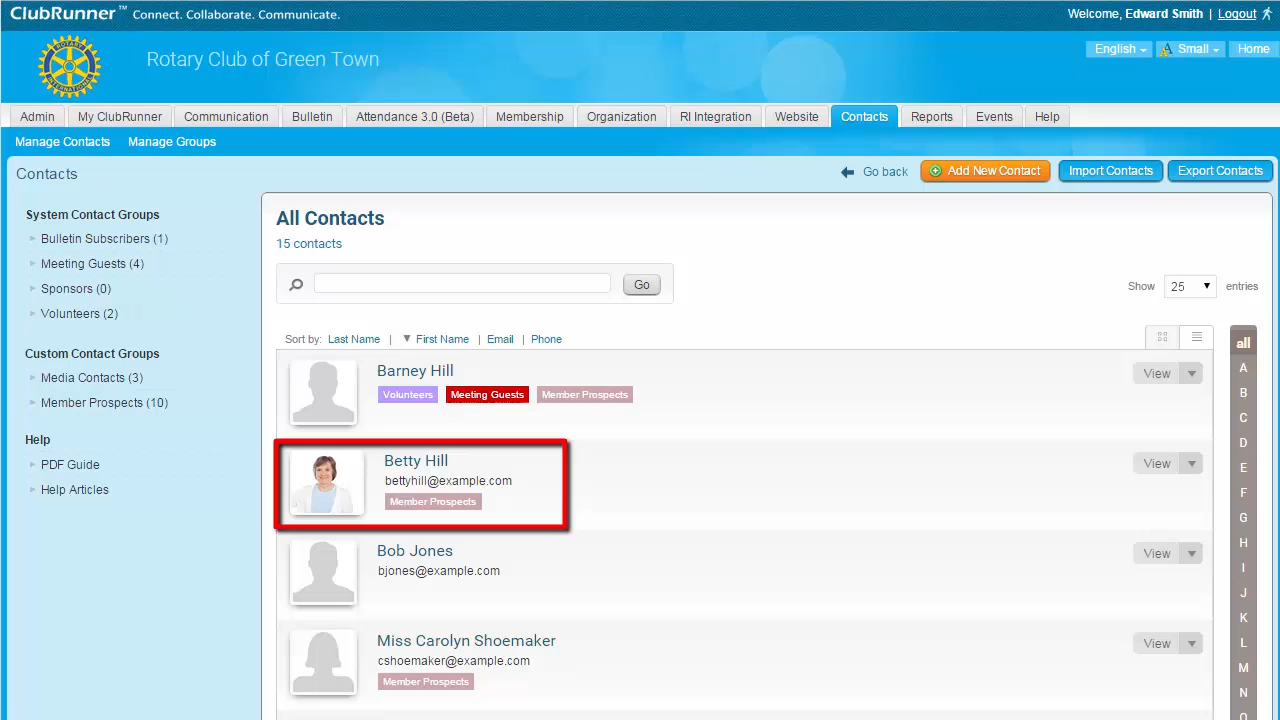 ClubRunner™ Connect. Collaborate. Communicate.
Welcome, Edward Smith | Logout
Rotary Club of Green Town
English Small Home
Admin My ClubRunner Communication Bulletin Attendance 3.0 (Beta) Membership Organization RI Integration Website Contacts Reports Events Help
Manage Contacts Manage Groups
Contacts
Go back Add New Contact Import Contacts Export Contacts
System Contact Groups
Bulletin Subscribers (1)
Meeting Guests (4)
Sponsors (0)
Volunteers (2)
Custom Contact Groups
Media Contacts (3)
Member Prospects (10)
Help
PDF Guide
Help Articles
All Contacts
15 contacts
Go
Show 25 entries
Sort by: Last Name | First Name | Email | Phone
Barney Hill
Volunteers Meeting Guests Member Prospects
View
Betty Hill
bettyhill@example.com
Member Prospects
View
Bob Jones
bjones@example.com
View
Miss Carolyn Shoemaker
cshoemaker@example.com
Member Prospects
View
all
A
B
C
D
E
F
G
H
I
J
K
L
M
N